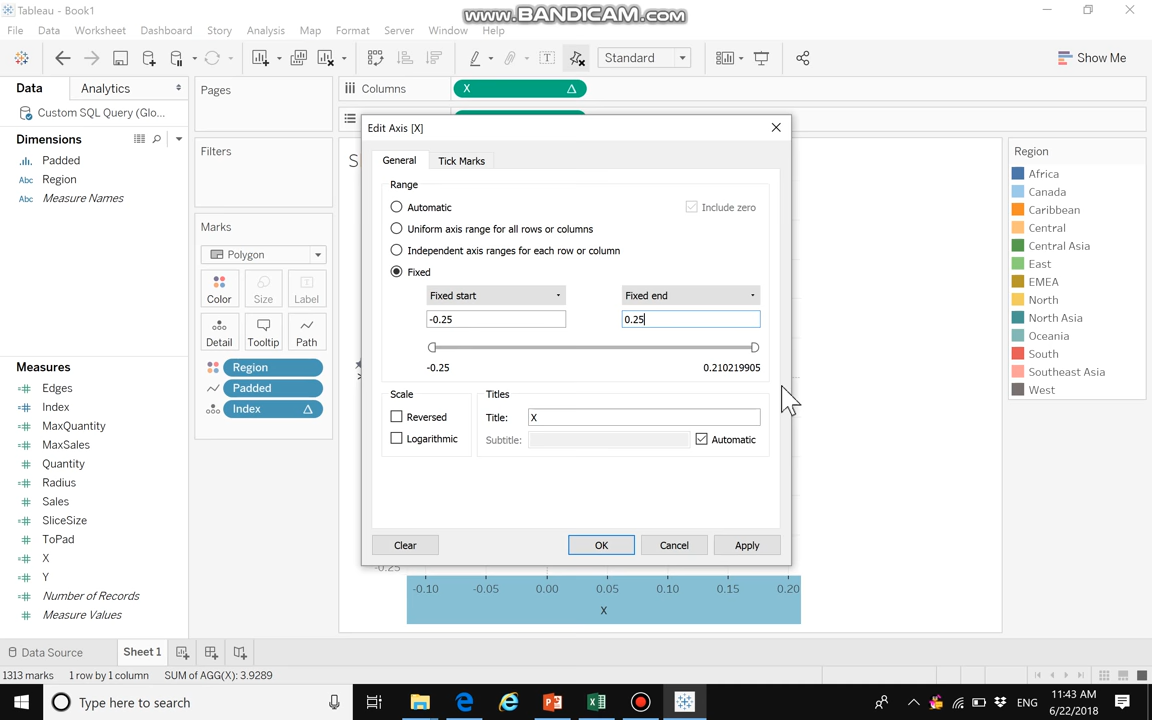 Tableau - Book1
www.BANDICAM.com
File Data Worksheet Dashboard Story Analysis Map Format Server Window Help
Standard
Show Me
Data Analytics
Custom SQL Query (Glo...
Dimensions
Padded
Region
Measure Names
Measures
Edges
Index
MaxQuantity
MaxSales
Quantity
Radius
Sales
SliceSize
ToPad
X
Y
Number of Records
Measure Values
Pages
Filters
Marks
Polygon
Color Size Label
Detail Tooltip Path
Region
Padded
Index
Columns X
S
Edit Axis [X]
General Tick Marks
Range
Automatic Include zero
Uniform axis range for all rows or columns
Independent axis ranges for each row or column
Fixed
Fixed start Fixed end
-0.25 0.25
-0.25 0.210219905
Scale Titles
Reversed Title: X
Logarithmic Subtitle: Automatic
Clear OK Cancel Apply
-0.25
-0.10 -0.05 0.00 0.05 0.10 0.15 0.20
X
Region
Africa
Canada
Caribbean
Central
Central Asia
East
EMEA
North
North Asia
Oceania
South
Southeast Asia
West
Data Source Sheet 1
1313 marks 1 row by 1 column SUM of AGG(X): 3.9289
Type here to search
ENG
11:43 AM
6/22/2018